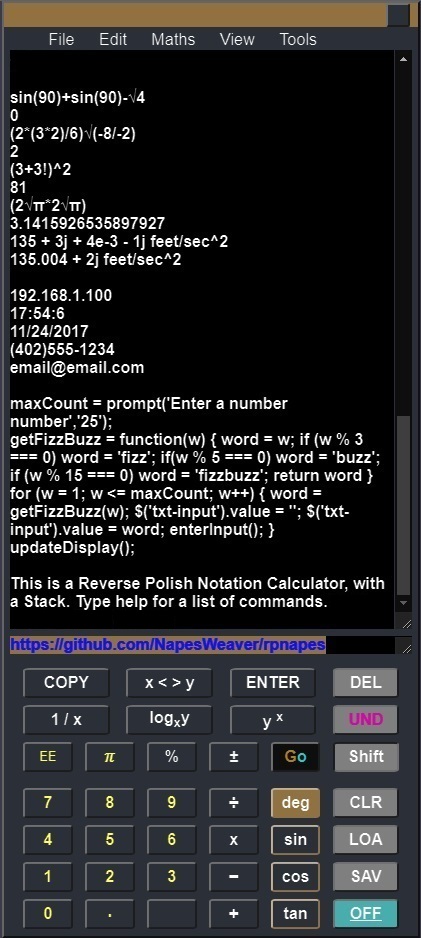 File Edit Maths View Tools
sin(90)+sin(90)-√4
0
(2*(3*2)/6)√(-8/-2)
2
(3+3!)^2
81
(2√π*2√π)
3.1415926535897927
135 + 3j + 4e-3 - 1j feet/sec^2
135.004 + 2j feet/sec^2
192.168.1.100
17:54:6
11/24/2017
(402)555-1234
email@email.com
maxCount = prompt('Enter a number
number','25');
getFizzBuzz = function(w) { word = w; if (w % 3
=== 0) word = 'fizz'; if(w % 5 === 0) word = 'buzz';
if (w % 15 === 0) word = 'fizzbuzz'; return word }
for (w = 1; w <= maxCount; w++) { word =
getFizzBuzz(w); $('txt-input').value = ''; $('txt-
input').value = word; enterInput(); }
updateDisplay();
This is a Reverse Polish Notation Calculator, with
a Stack. Type help for a list of commands.
https://github.com/NapesWeaver/rpnapes
COPY x < > y ENTER DEL
1 / x logxy y x UND
EE π % ± Go Shift
7 8 9 ÷ deg CLR
4 5 6 x sin LOA
1 2 3 − cos SAV
0 . + tan OFF